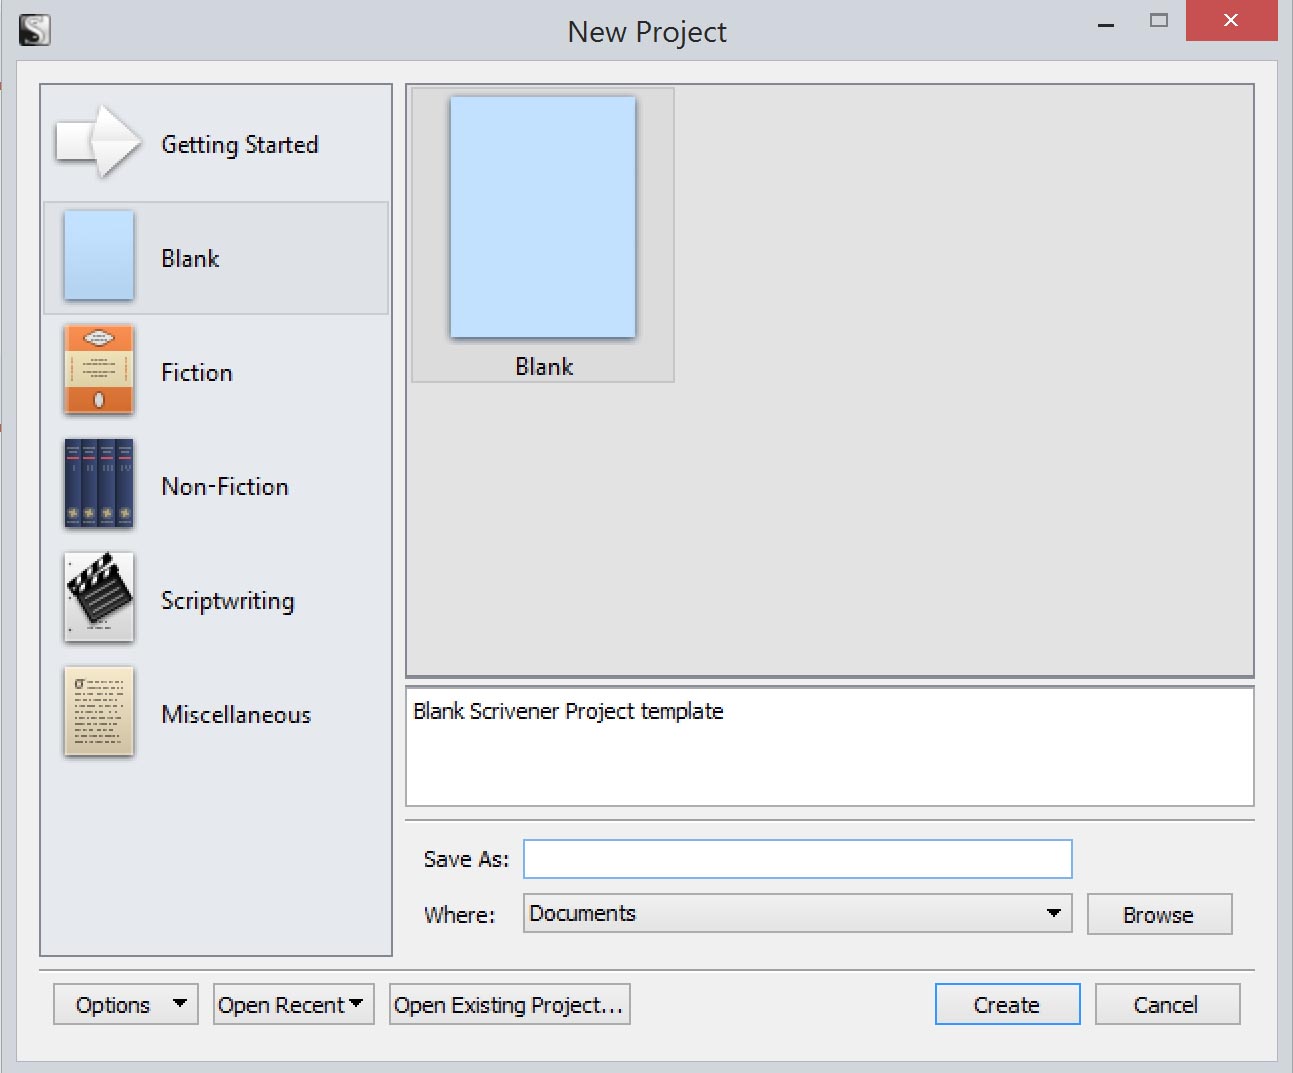 New Project
Getting Started
Blank
Fiction
Non-Fiction
Scriptwriting
Miscellaneous
Blank
Blank Scrivener Project template
Save As:
Where: Documents Browse
Options Open Recent Open Existing Project... Create Cancel